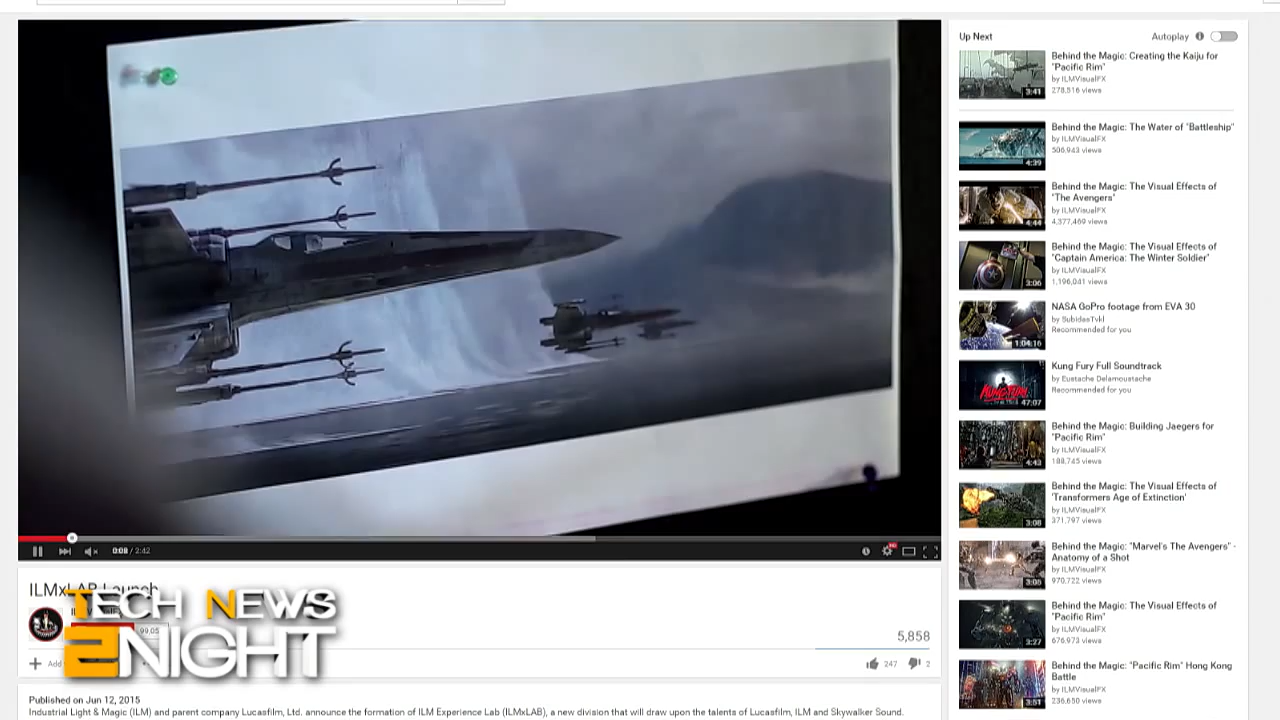 Up Next
Autoplay
Behind the Magic: Creating the Kaiju for
"Pacific Rim"
by ILMVisualFX
278,516 views
3:41
Behind the Magic: The Water of "Battleship"
by ILMVisualFX
506,943 views
4:39
Behind the Magic: The Visual Effects of
"The Avengers"
by ILMVisualFX
4,377,469 views
4:44
Behind the Magic: The Visual Effects of
"Captain America: The Winter Soldier"
by ILMVisualFX
1,196,041 views
3:06
NASA GoPro footage from EVA 30
by SubidasTvkl
Recommended for you
1:04:16
Kung Fury Full Soundtrack
by Eustache Delamoustache
Recommended for you
KUNG FURY
47:07
Behind the Magic: Building Jaegers for
"Pacific Rim"
by ILMVisualFX
188,745 views
4:43
Behind the Magic: The Visual Effects of
'Transformers Age of Extinction'
by ILMVisualFX
371,797 views
3:08
Behind the Magic: "Marvel's The Avengers" -
Anatomy of a Shot
by ILMVisualFX
970,722 views
3:05
Behind the Magic: The Visual Effects of
"Pacific Rim"
by ILMVisualFX
676,973 views
3:27
Behind the Magic: "Pacific Rim" Hong Kong
Battle
by ILMVisualFX
236,650 views
3:51
0:08 / 2:42
HD
ILMxLAB Launch
TECH NEWS
2NIGHT
5,858
Add
247
2
Published on Jun 12, 2015
Industrial Light & Magic (ILM) and parent company Lucasfilm, Ltd. announce the formation of ILM Experience Lab (ILMxLAB), a new division that will draw upon the talents of Lucasfilm, ILM and Skywalker Sound.